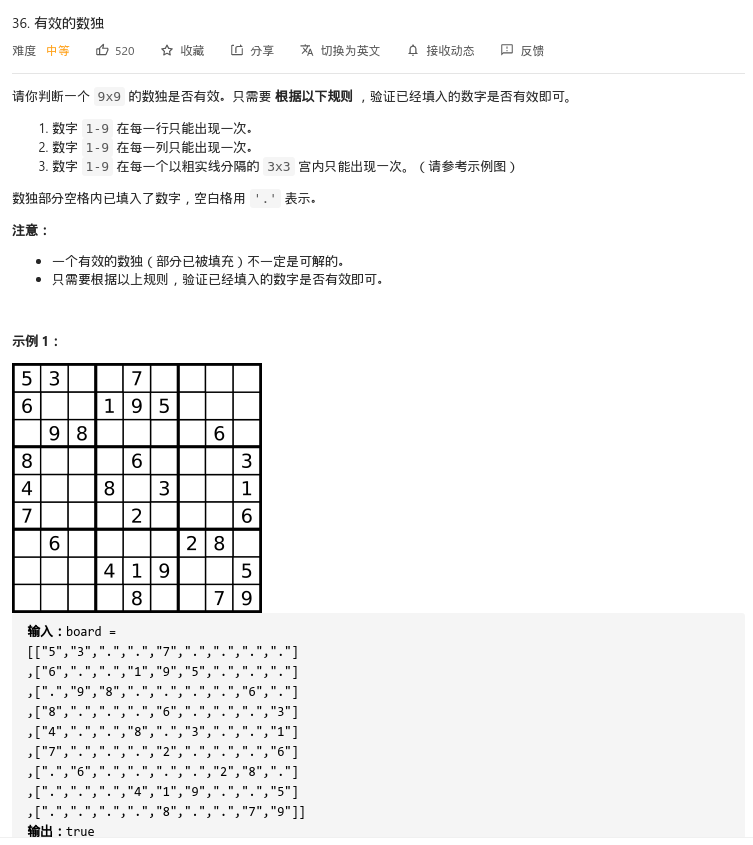 36. 有效的数独
难度 中等 520 收藏 分享 切换为英文 接收动态 反馈
请你判断一个 9x9 的数独是否有效。只需要 根据以下规则 ，验证已经填入的数字是否有效即可。
1. 数字 1-9 在每一行只能出现一次。
2. 数字 1-9 在每一列只能出现一次。
3. 数字 1-9 在每一个以粗实线分隔的 3x3 宫内只能出现一次。（请参考示例图）
数独部分空格内已填入了数字，空白格用 '.' 表示。
注意：
• 一个有效的数独（部分已被填充）不一定是可解的。
• 只需要根据以上规则，验证已经填入的数字是否有效即可。
示例 1：
5 3 7
6 1 9 5
9 8 6
8 6 3
4 8 3 1
7 2 6
6 2 8
4 1 9 5
8 7 9
输入：board =
[["5","3",".",".","7",".",".",".","."]
,["6",".",".","1","9","5",".",".","."]
,[".","9","8",".",".",".",".","6","."]
,["8",".",".",".","6",".",".",".","3"]
,["4",".",".","8",".","3",".",".","1"]
,["7",".",".",".","2",".",".",".","6"]
,[".","6",".",".",".",".","2","8","."]
,[".",".",".","4","1","9",".",".","5"]
,[".",".",".",".","8",".",".","7","9"]]
输出：true